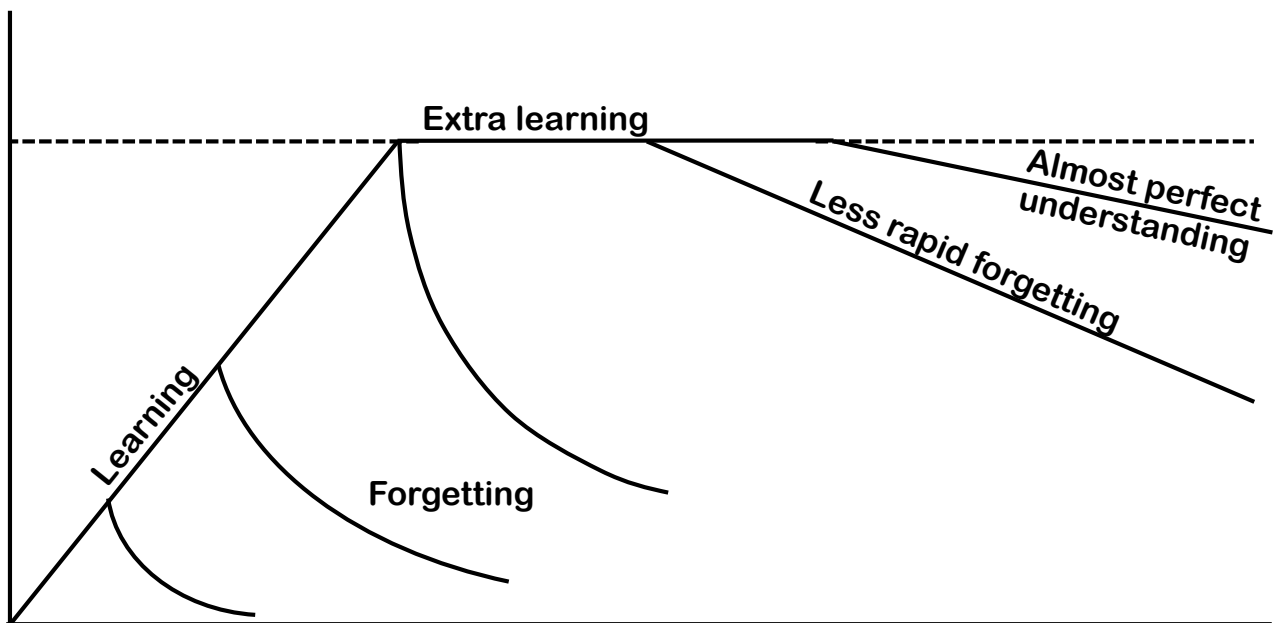 Extra learning
Almost perfect
understanding
Less rapid forgetting
Learning
Forgetting